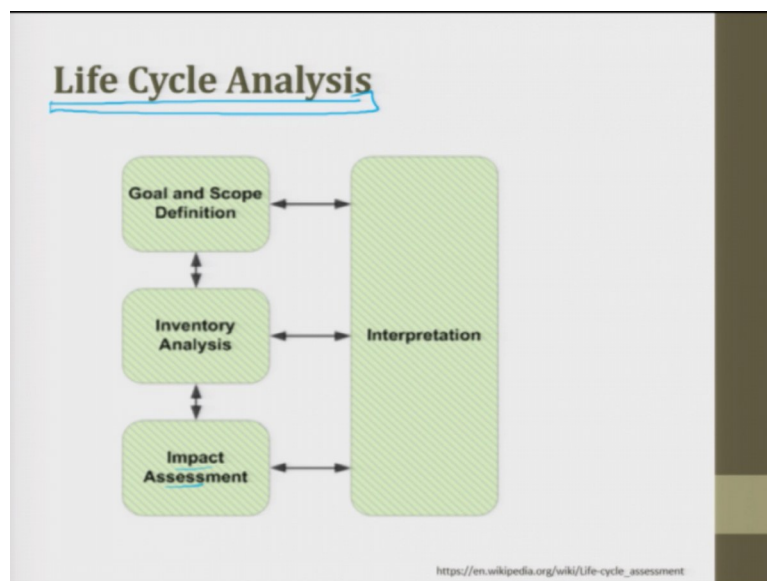 Life Cycle Analysis
Goal and Scope
Definition
Inventory
Analysis
Interpretation
Impact
Assessment
https://en.wikipedia.org/wiki/Life-cycle_assessment